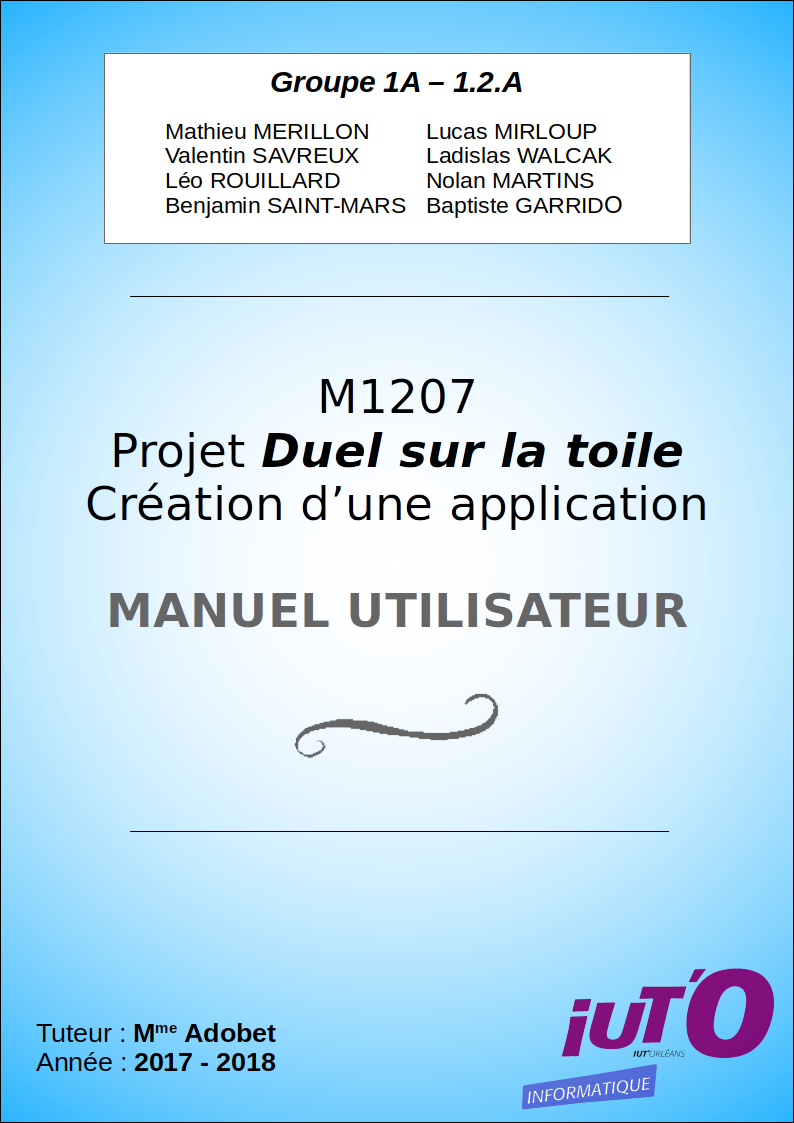 Groupe 1A – 1.2.A
Mathieu MERILLON
Valentin SAVREUX
Léo ROUILLARD
Benjamin SAINT-MARS
Lucas MIRLOUP
Ladislas WALCAK
Nolan MARTINS
Baptiste GARRIDO
M1207
Projet Duel sur la toile
Création d’une application
MANUEL UTILISATEUR
Tuteur : Mme Adobet
Année : 2017 - 2018
iUT'O
IUT'ORLÉANS
INFORMATIQUE